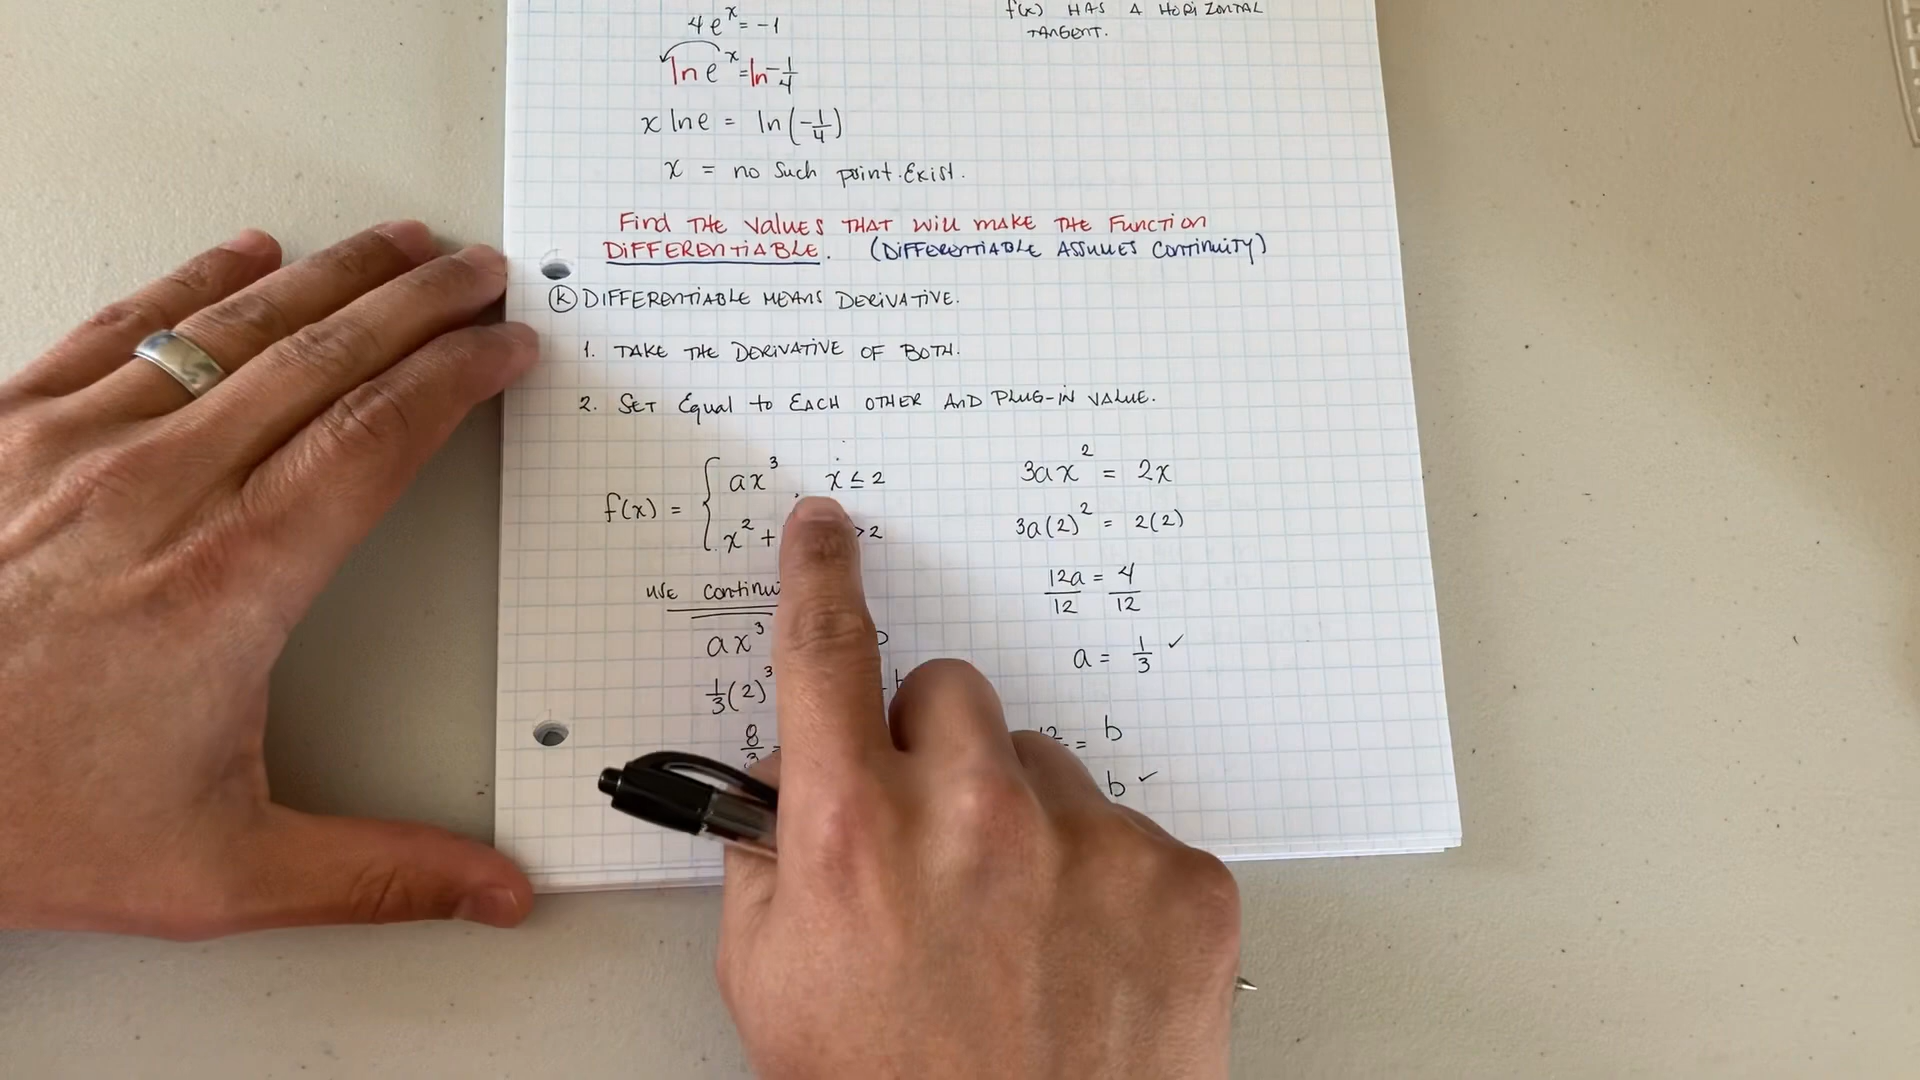 4e^x = -1
f(x) HAS A HORIZONTAL
TANGENT.
ln e^x = ln -1/4
x ln e = ln(-1/4)
x = no such point Exist.
Find THE Values THAT will MAKE THE Function
DIFFERENTIABLE. (DIFFERENTIABLE ASSUMES Continuity)
(k) DIFFERENTIABLE MEANS DERIVATIVE.
1. TAKE THE DERIVATIVE OF BOTH.
2. SET Equal to EACH OTHER AND PLUG-IN VALUE.
f(x) = { ax^3, x ≤ 2
x^2 + >2
3ax^2 = 2x
3a(2)^2 = 2(2)
12a/12 = 4/12
a = 1/3 ✓
use
ax^3
1/3(2)^3
8/3 =
= b
b ✓